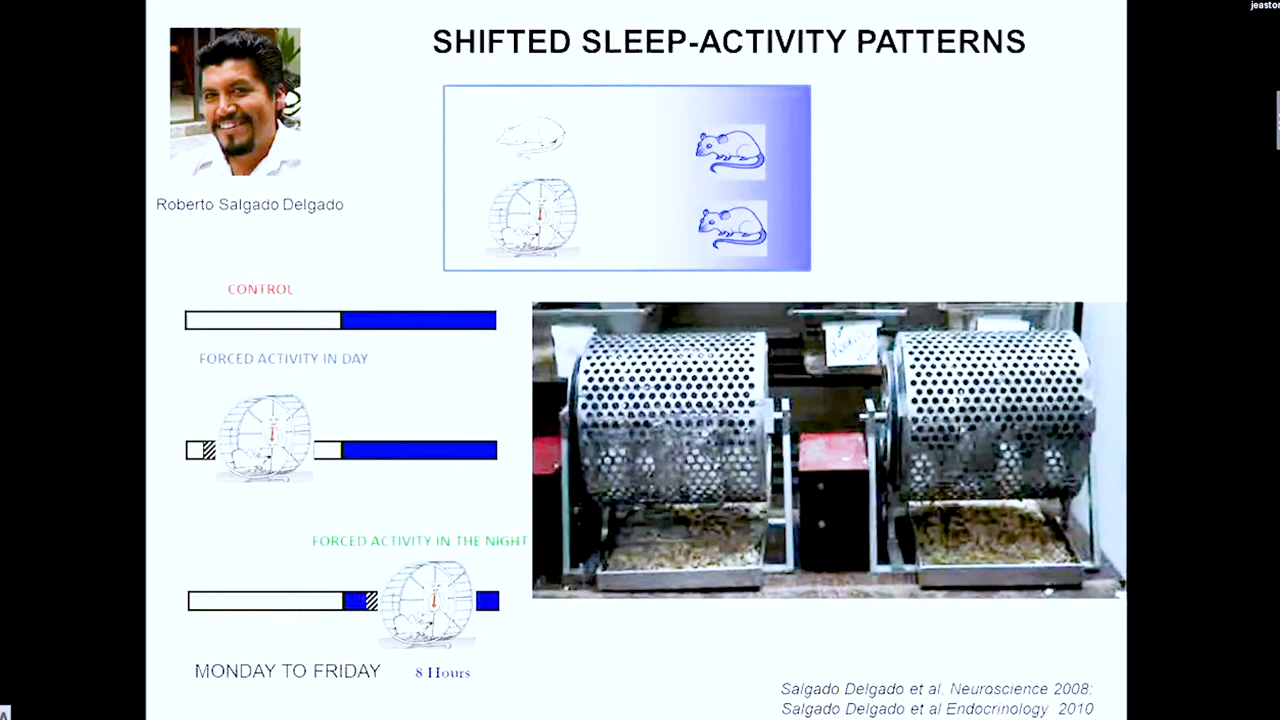 jeasto
SHIFTED SLEEP-ACTIVITY PATTERNS
Roberto Salgado Delgado
CONTROL
FORCED ACTIVITY IN DAY
FORCED ACTIVITY IN THE NIGHT
MONDAY TO FRIDAY 8 Hours
Salgado Delgado et al. Neuroscience 2008;
Salgado Delgado et al Endocrinology 2010